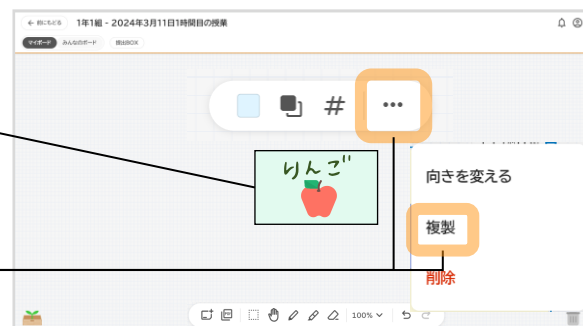 ← 前にもどる 1年1組 - 2024年3月11日1時間目の授業
マイボード みんなのボード 提出BOX
#
•••
りんご
向きを変える
複製
削除
100%